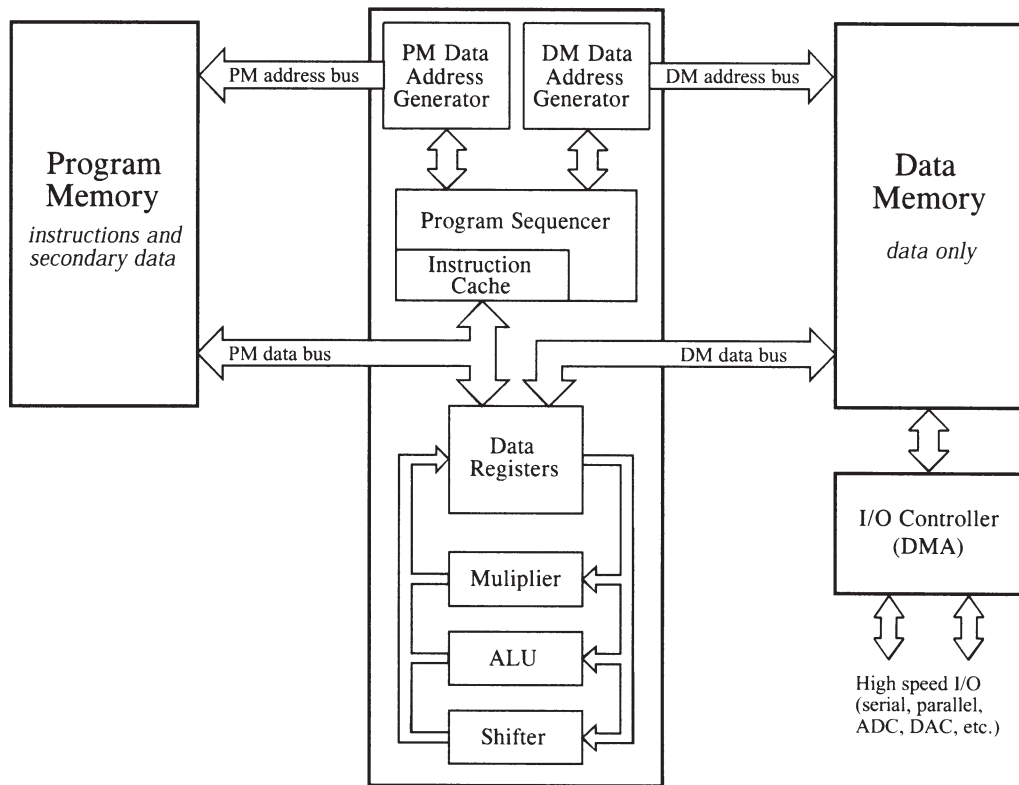 PM Data
Address
Generator
DM Data
Address
Generator
PM address bus
DM address bus
Program
Memory
instructions and
secondary data
Data
Memory
data only
Program Sequencer
Instruction
Cache
PM data bus
DM data bus
Data
Registers
I/O Controller
(DMA)
Muliplier
ALU
Shifter
High speed I/O
(serial, parallel,
ADC, DAC, etc.)